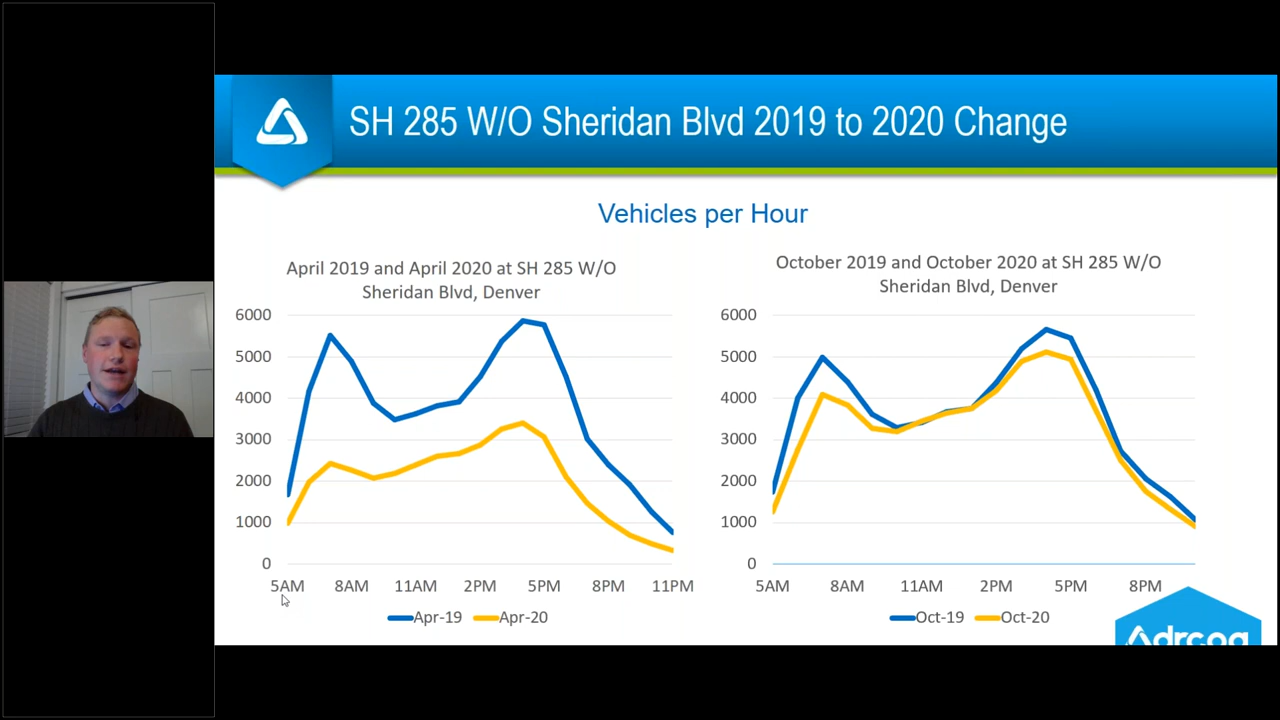 SH 285 W/O Sheridan Blvd 2019 to 2020 Change
Vehicles per Hour
April 2019 and April 2020 at SH 285 W/O
Sheridan Blvd, Denver
6000
5000
4000
3000
2000
1000
0
5AM 8AM 11AM 2PM 5PM 8PM 11PM
Apr-19 Apr-20
October 2019 and October 2020 at SH 285 W/O
Sheridan Blvd, Denver
6000
5000
4000
3000
2000
1000
0
5AM 8AM 11AM 2PM 5PM 8PM
Oct-19 Oct-20
drcog